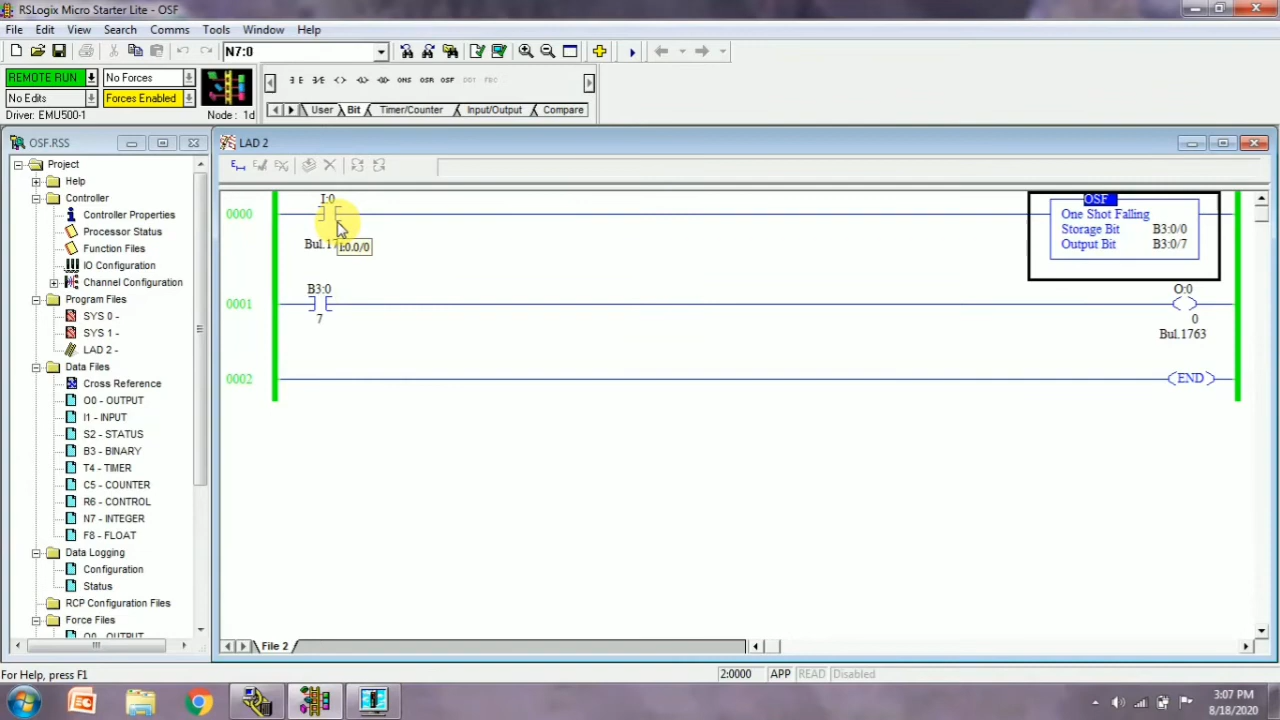 RSLogix Micro Starter Lite - OSF
File Edit View Search Comms Tools Window Help
N7:0
REMOTE RUN No Forces
No Edits Forces Enabled
Driver: EMU500-1 Node : 1d
ONS OSR OSF
User Bit Timer/Counter Input/Output Compare
OSF.RSS
Project
Help
Controller
Controller Properties
Processor Status
Function Files
IO Configuration
Channel Configuration
Program Files
SYS 0 -
SYS 1 -
LAD 2 -
Data Files
Cross Reference
O0 - OUTPUT
I1 - INPUT
S2 - STATUS
B3 - BINARY
T4 - TIMER
C5 - COUNTER
R6 - CONTROL
N7 - INTEGER
F8 - FLOAT
Data Logging
Configuration
Status
RCP Configuration Files
Force Files
O0 - OUTPUT
LAD 2
I:0
0000
Bul.17
I:0.0/0
OSF
One Shot Falling
Storage Bit B3:0/0
Output Bit B3:0/7
B3:0
0001
7
O:0
0
Bul.1763
0002
END
File 2
For Help, press F1
2:0000 APP READ Disabled
3:07 PM
8/18/2020